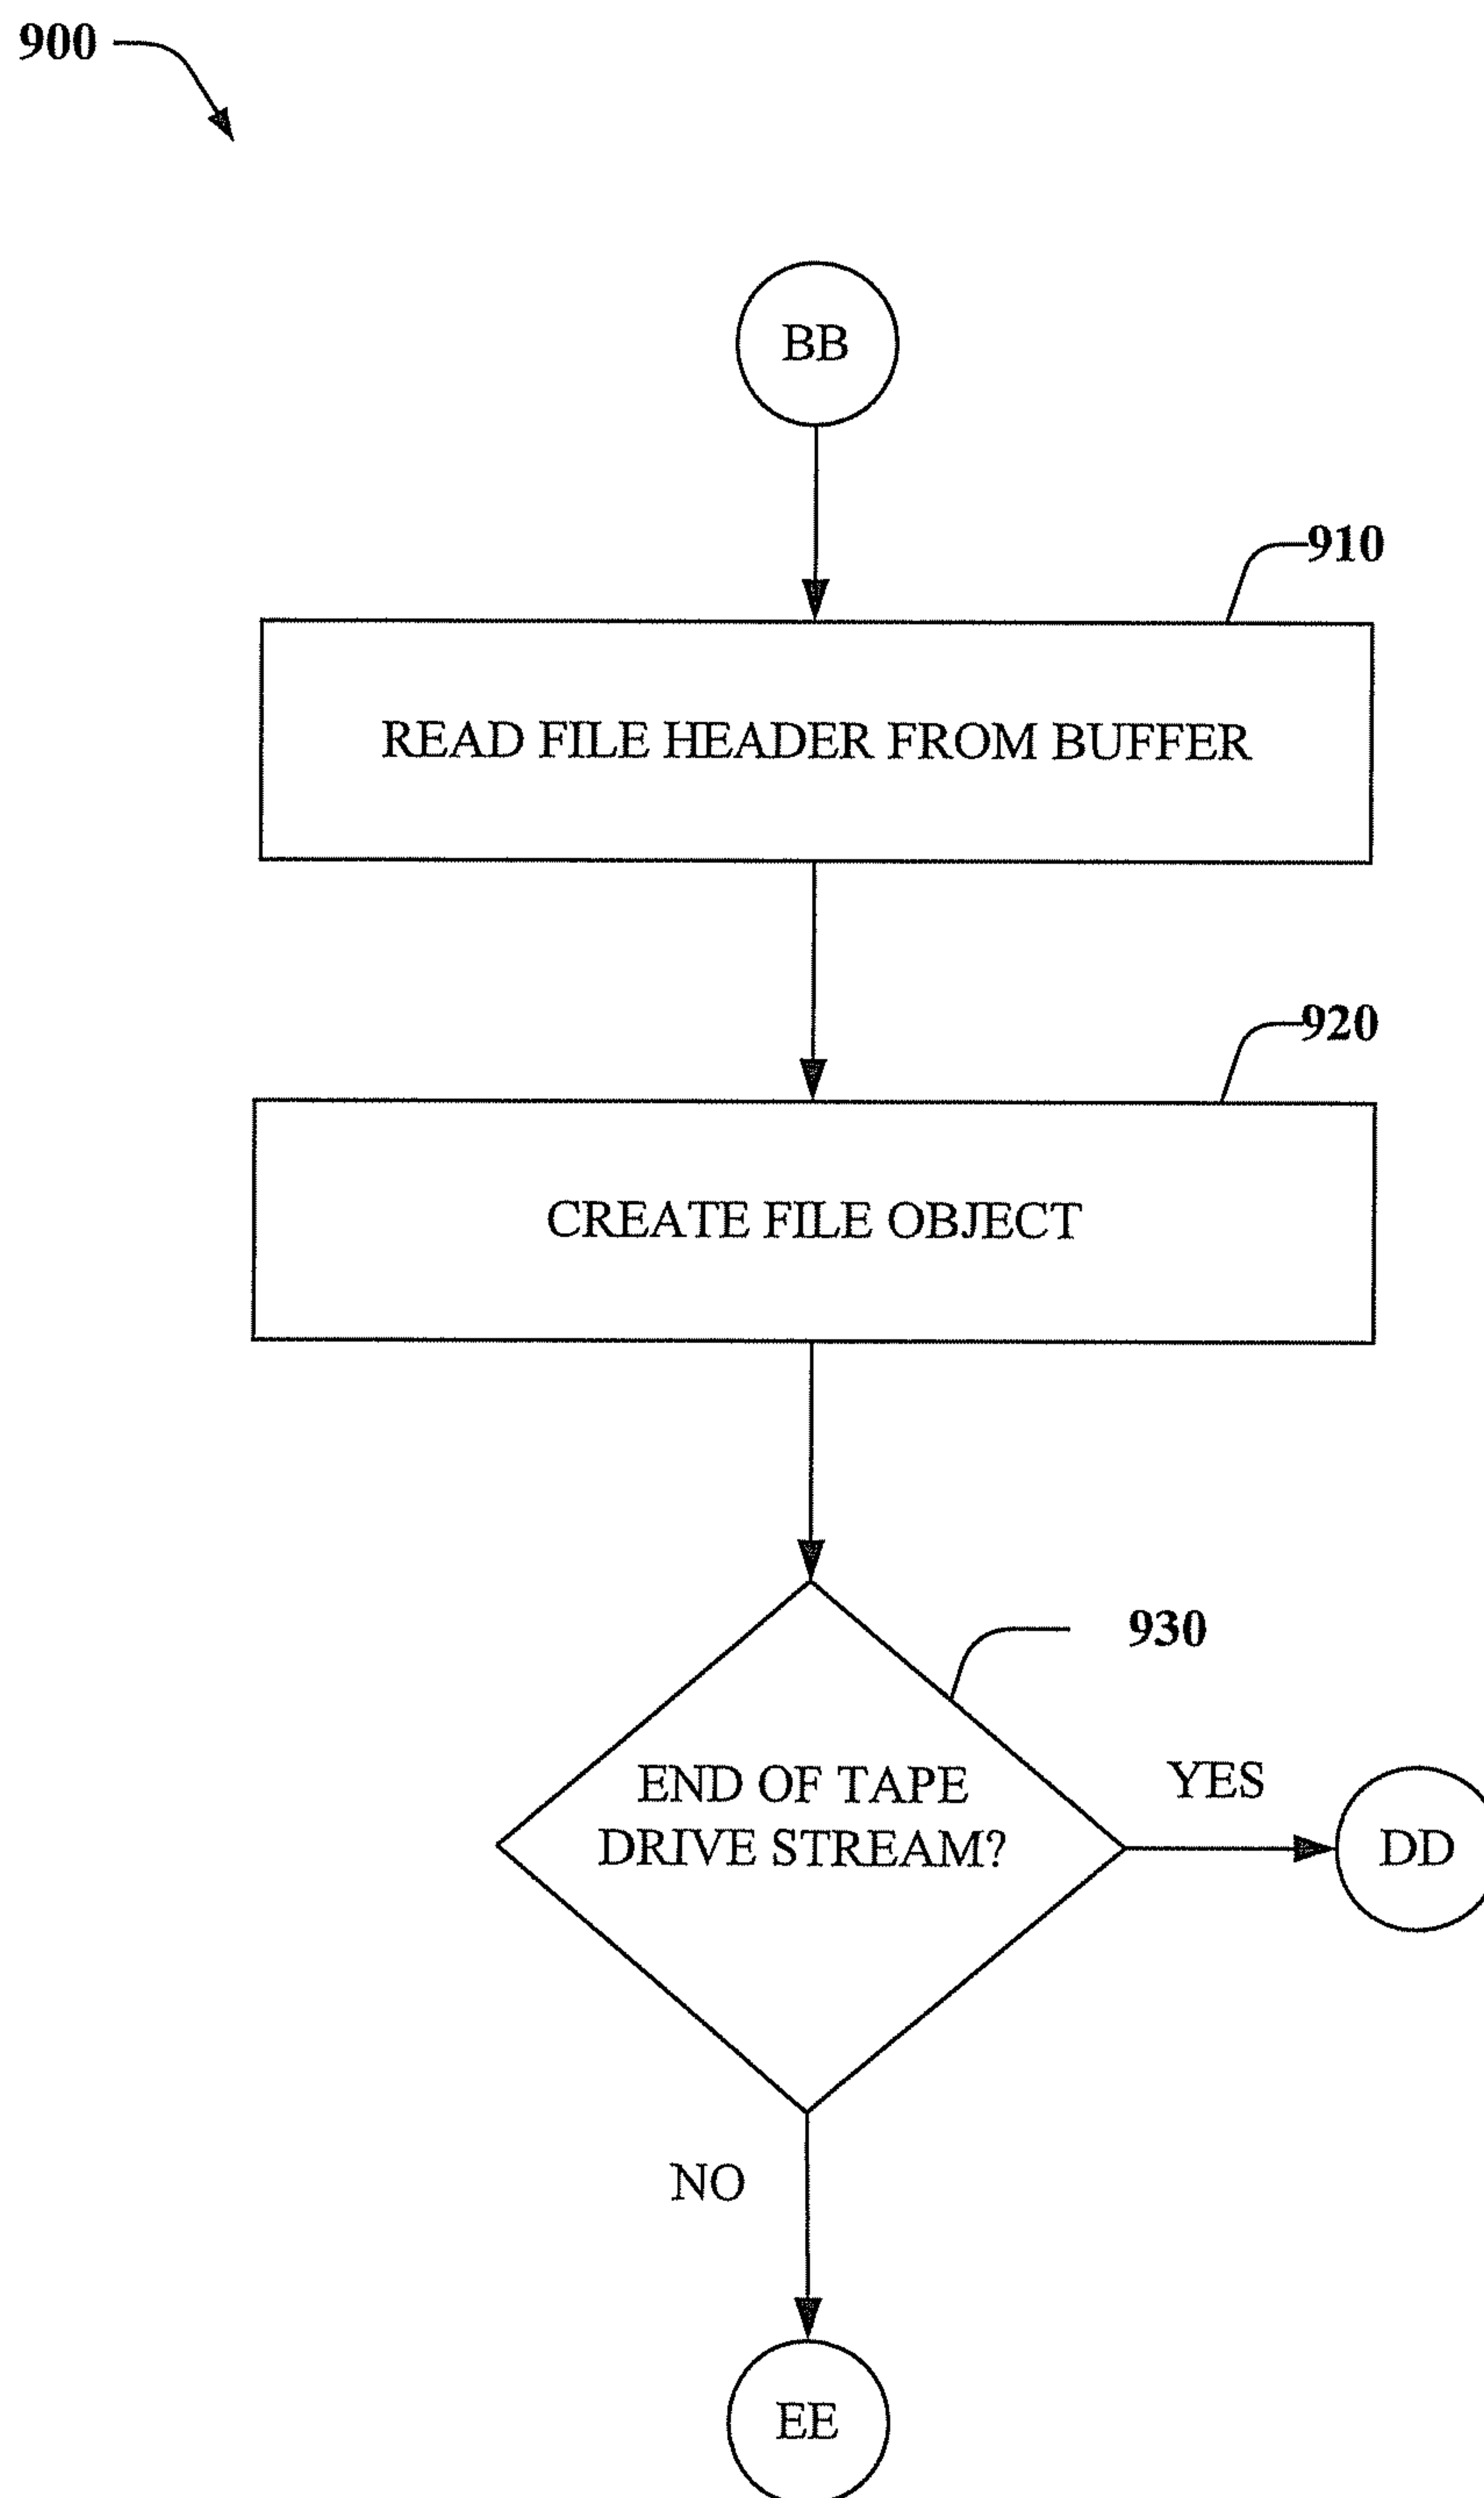 900
BB
910
READ FILE HEADER FROM BUFFER
920
CREATE FILE OBJECT
930
END OF TAPE
DRIVE STREAM?
YES
DD
NO
EE